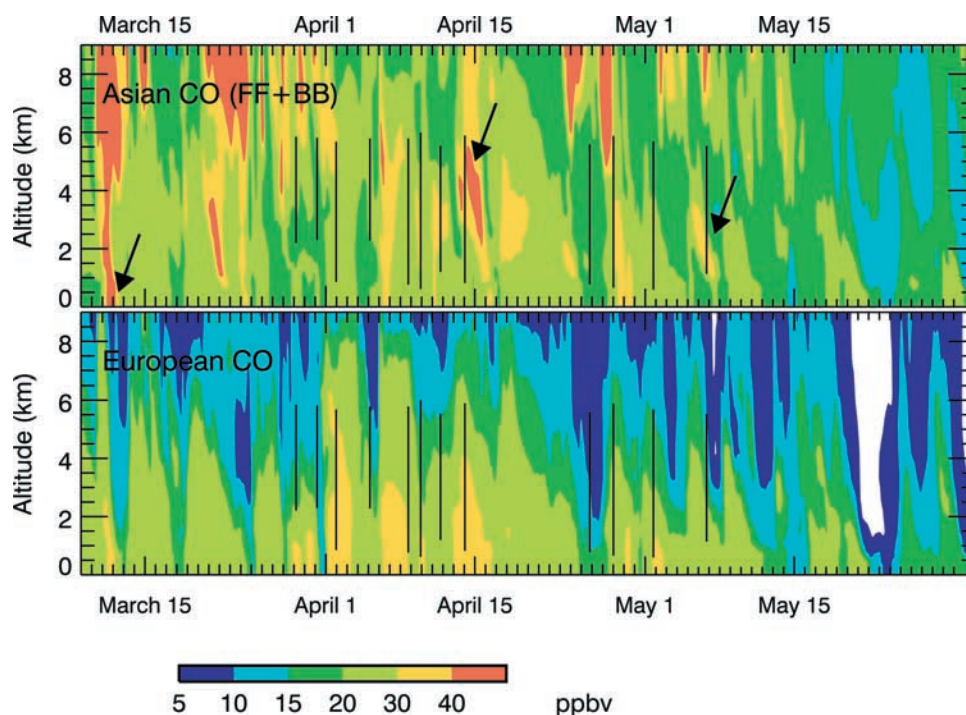 March 15 April 1 April 15 May 1 May 15
8
Asian CO (FF+BB)
6
4
2
0
Altitude (km)
8
European CO
6
4
2
0
Altitude (km)
March 15 April 1 April 15 May 1 May 15
5 10 15 20 30 40 ppbv